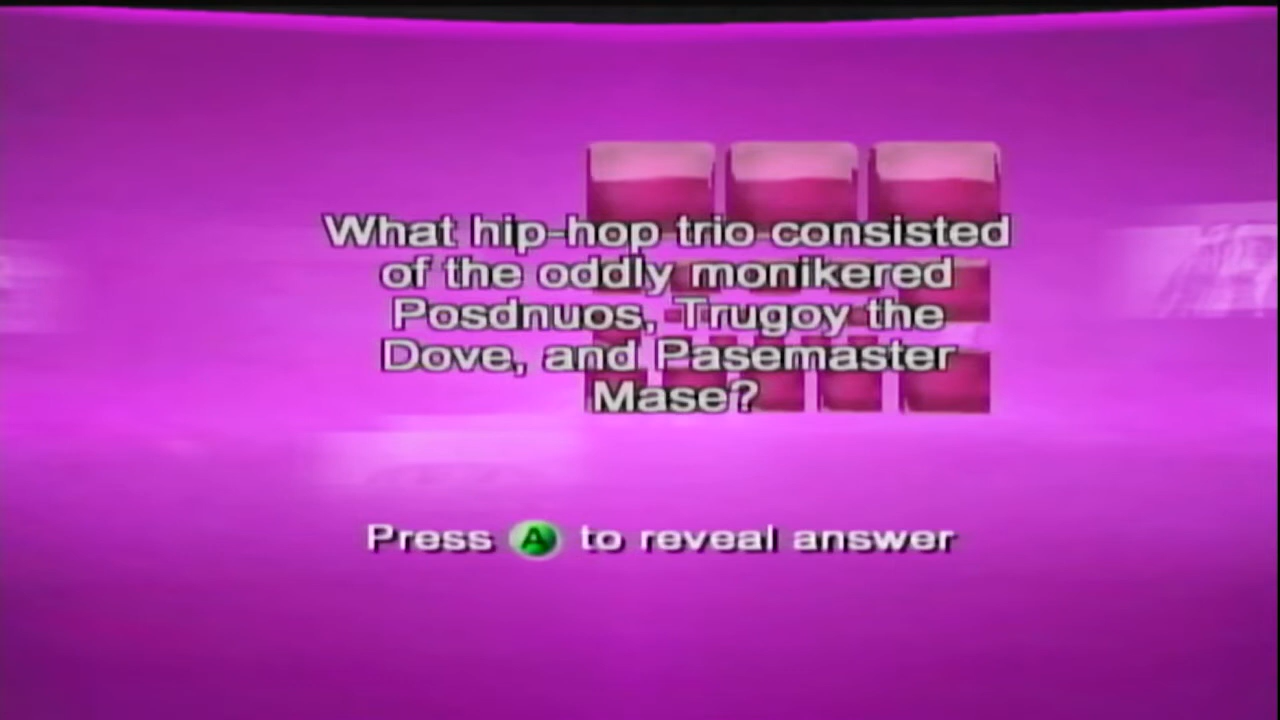 What hip-hop trio consisted
of the oddly monikered
Posdnuos, Trugoy the
Dove, and Pasemaster
Mase?
Press A to reveal answer